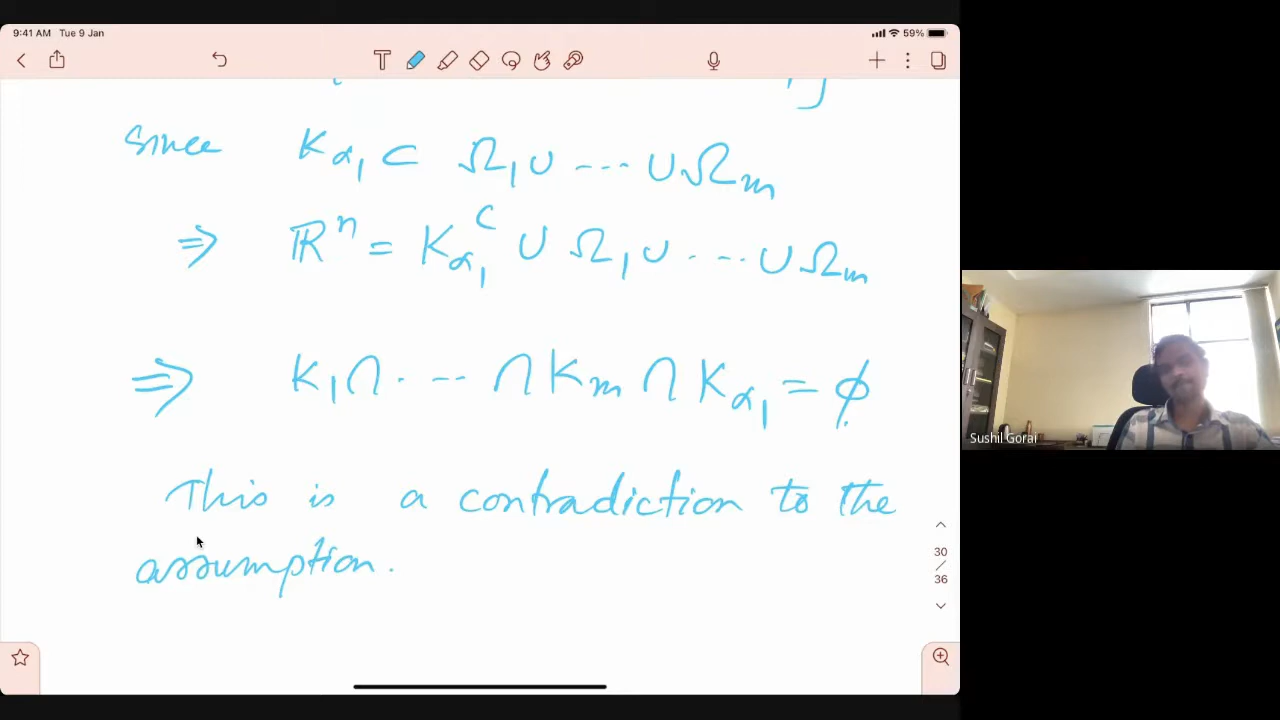 9:41 AM Tue 9 Jan
59%
T
since K_{α_1} ⊂ Ω_1 ∪ --- ∪ Ω_m
⇒ ℝ^n = K_{α_1}^c ∪ Ω_1 ∪ ---- ∪ Ω_m
⇒ K_1 ∩ --- ∩ K_m ∩ K_{α_1} = ϕ
This is a contradiction to the
assumption.
30
/
36
Sushil Gorai